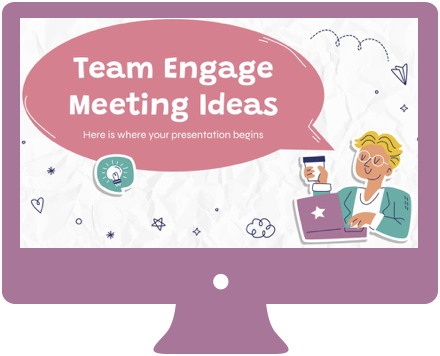 Team Engage
Meeting Ideas
Here is where your presentation begins